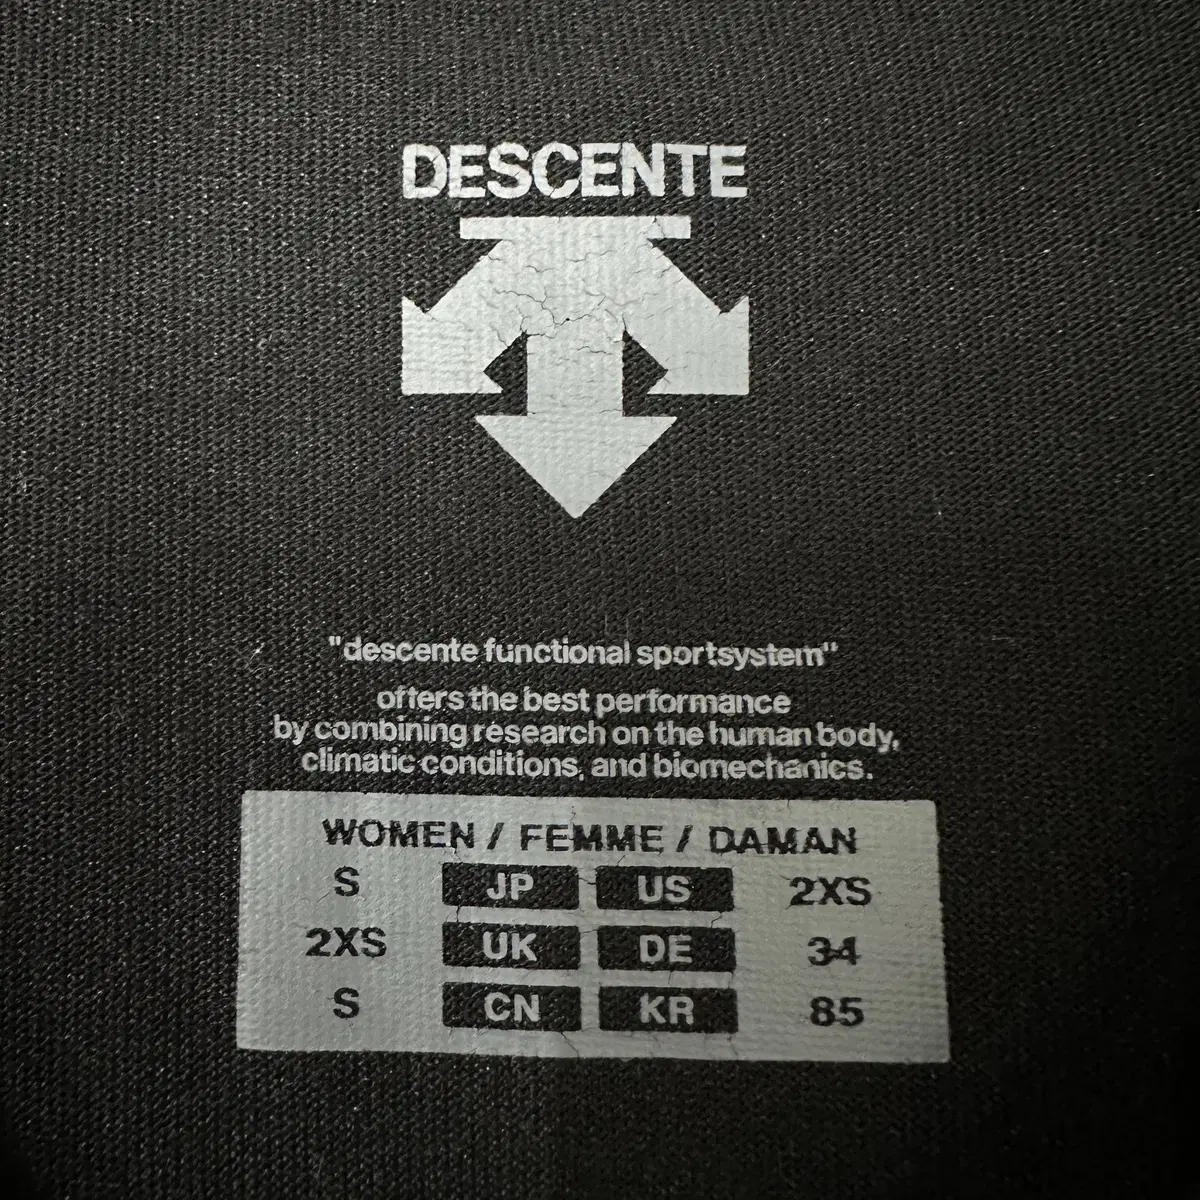 DESCENTE
"descente functional sportsystem"
offers the best performance
by combining research on the human body,
climatic conditions, and biomechanics.
WOMEN / FEMME / DAMAN
S JP US 2XS
2XS UK DE 34
S CN KR 85